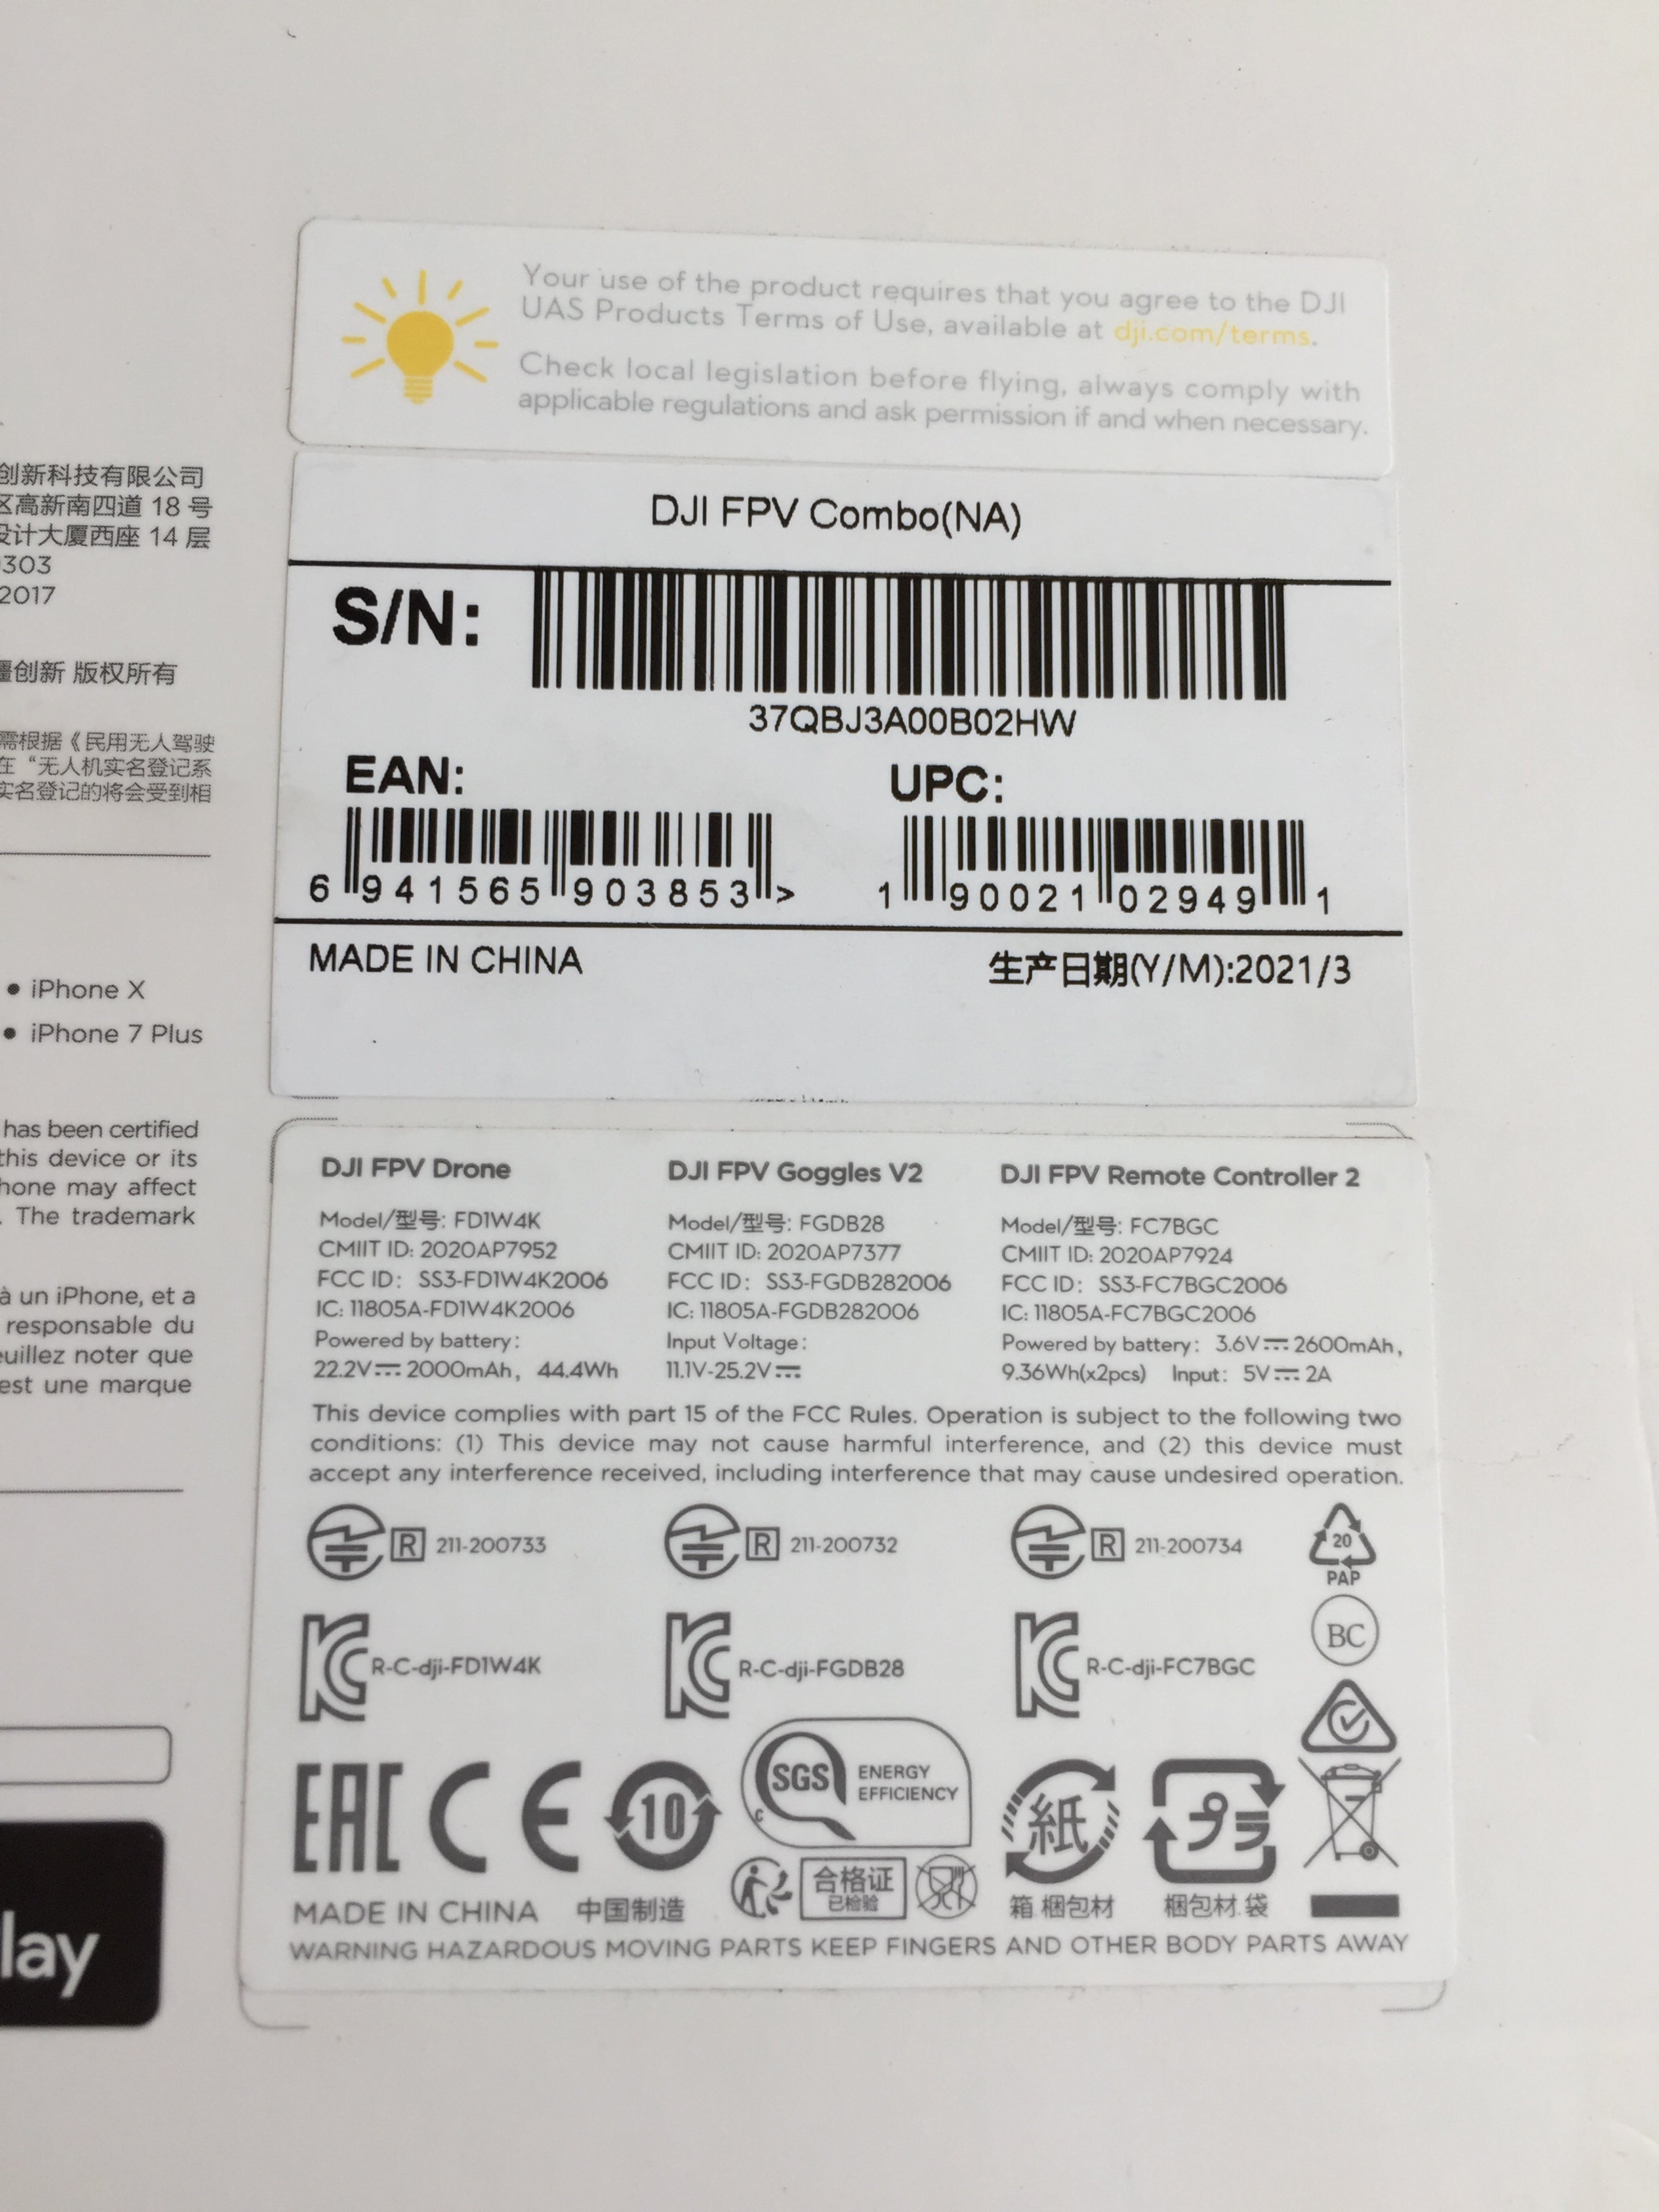 Your use of the product requires that you agree to the DJI
UAS Products Terms of Use, available at dji.com/terms.
Check local legislation before flying, always comply with
applicable regulations and ask permission if and when necessary.
创新科技有限公司
区高新南四道 18 号
设计大厦西座 14 层
303
2017
疆创新 版权所有
需根据《民用无人驾驶
在“无人机实名登记系
实名登记的将会受到相
• iPhone X
• iPhone 7 Plus
has been certified
this device or its
hone may affect
. The trademark
à un iPhone, et a
responsable du
euillez noter que
est une marque
lay
DJI FPV Combo(NA)
S/N:
37QBJ3A00B02HW
EAN:
UPC:
6 941565 903853 >
1 90021 02949 1
MADE IN CHINA
生产日期(Y/M):2021/3
DJI FPV Drone
Model/型号: FD1W4K
CMIIT ID: 2020AP7952
FCC ID: SS3-FD1W4K2006
IC: 11805A-FD1W4K2006
Powered by battery:
22.2V⎓2000mAh, 44.4Wh
DJI FPV Goggles V2
Model/型号: FGDB28
CMIIT ID: 2020AP7377
FCC ID: SS3-FGDB282006
IC: 11805A-FGDB282006
Input Voltage:
11.1V-25.2V⎓
DJI FPV Remote Controller 2
Model/型号: FC7BGC
CMIIT ID: 2020AP7924
FCC ID: SS3-FC7BGC2006
IC: 11805A-FC7BGC2006
Powered by battery: 3.6V⎓2600mAh,
9.36Wh(x2pcs) Input: 5V⎓2A
This device complies with part 15 of the FCC Rules. Operation is subject to the following two
conditions: (1) This device may not cause harmful interference, and (2) this device must
accept any interference received, including interference that may cause undesired operation.
R 211-200733
R 211-200732
R 211-200734
20
PAP
BC
R-C-dji-FD1W4K
R-C-dji-FGDB28
R-C-dji-FC7BGC
EAC CE 10
SGS
ENERGY
EFFICIENCY
C
紙
プラ
合格证
已检验
箱 梱包材
梱包材.袋
MADE IN CHINA 中国制造
WARNING HAZARDOUS MOVING PARTS KEEP FINGERS AND OTHER BODY PARTS AWAY